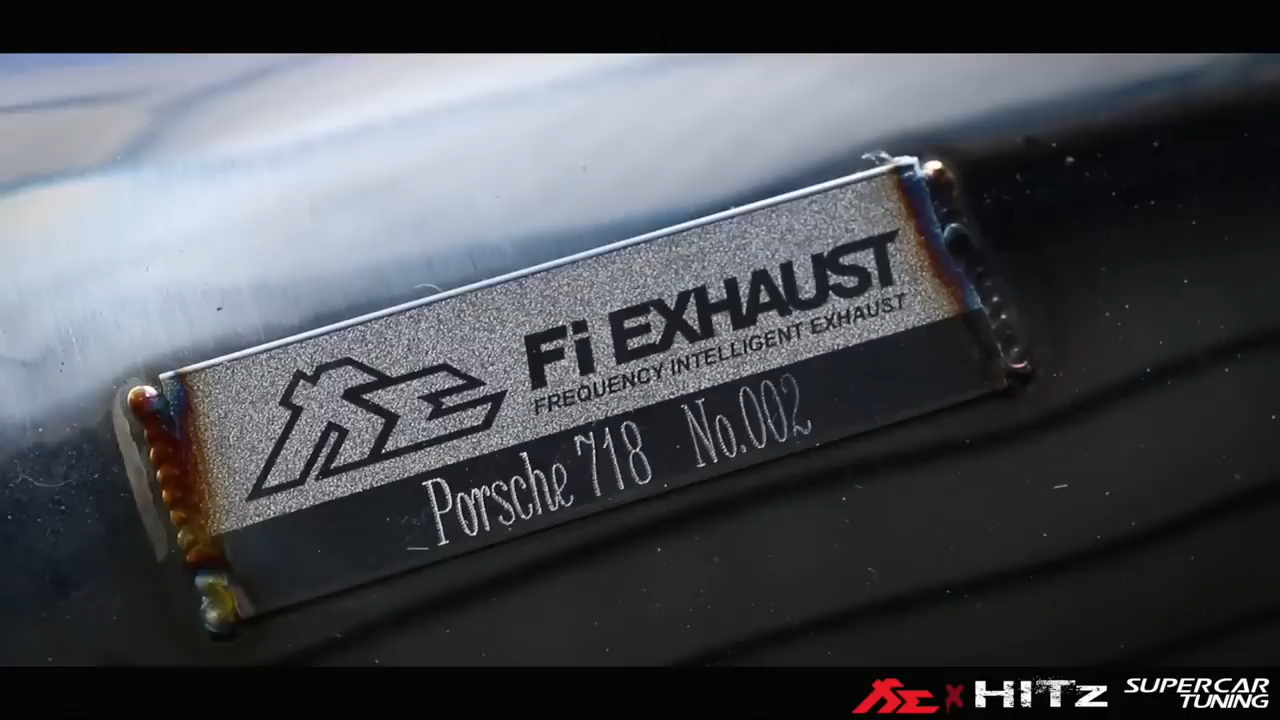 Fi EXHAUST
FREQUENCY INTELLIGENT EXHAUST
Porsche 718 No.002
x HITz SUPERCAR
TUNING